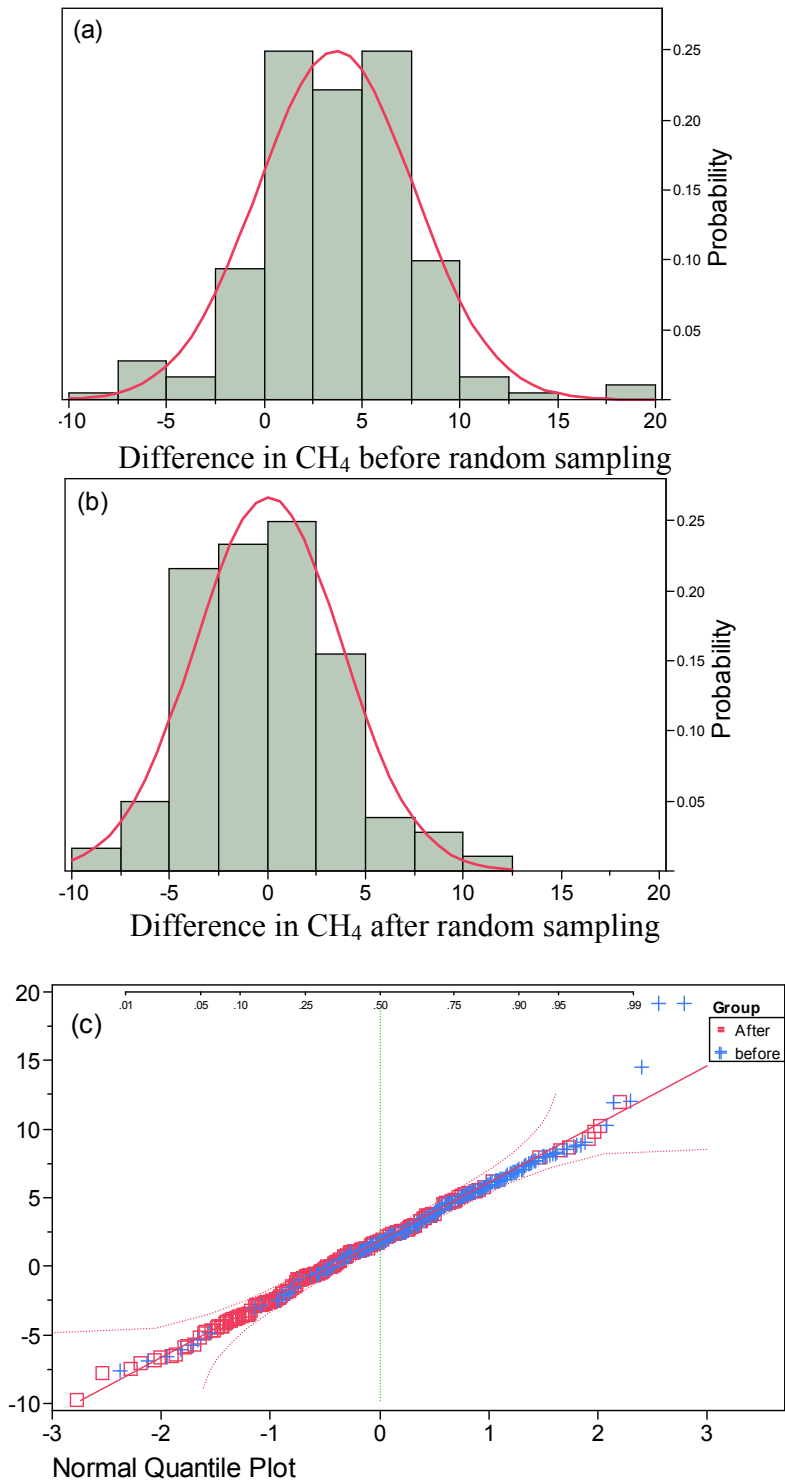 (a)
0.25
0.20
0.15
0.10
0.05
Probability
-10 -5 0 5 10 15 20
Difference in CH4 before random sampling
(b)
0.25
0.20
0.15
0.10
0.05
Probability
-10 -5 0 5 10 15 20
Difference in CH4 after random sampling
(c)
.01 .05 .10 .25 .50 .75 .90 .95 .99
Group
After
before
20
15
10
5
0
-5
-10
-3 -2 -1 0 1 2 3
Normal Quantile Plot